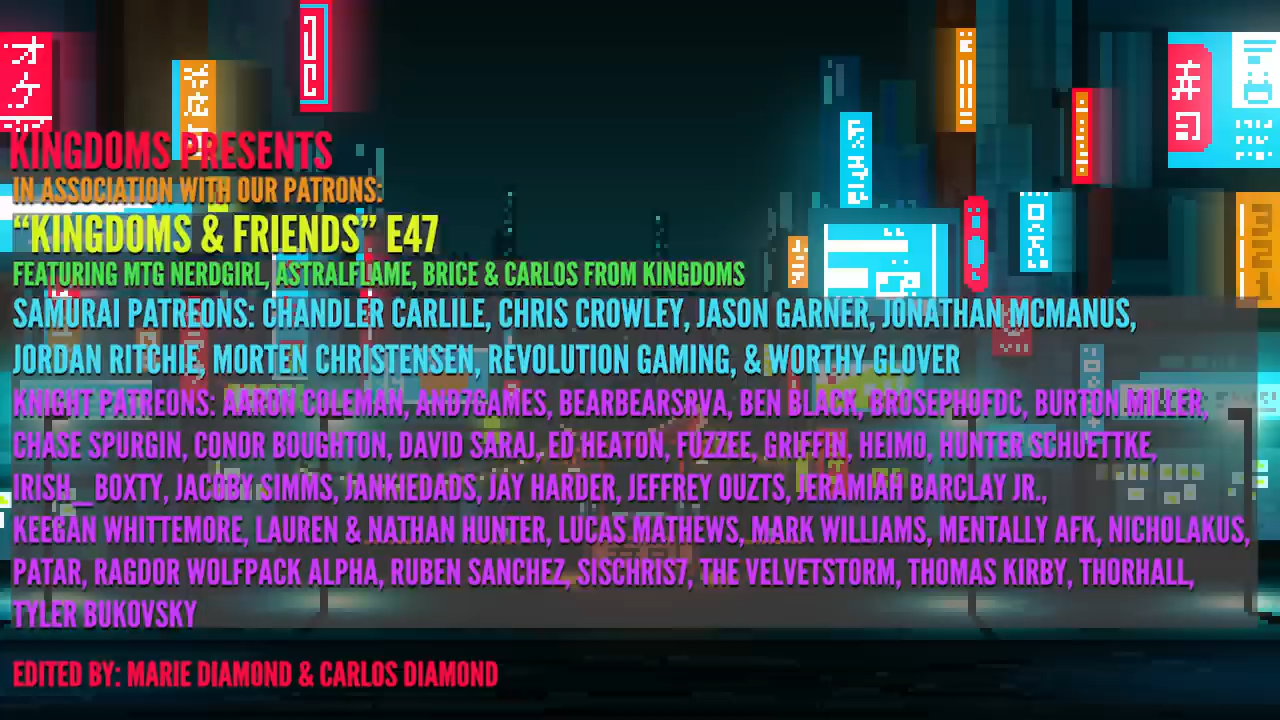 オケ
井司
KINGDOMS PRESENTS
IN ASSOCIATION WITH OUR PATRONS:
“KINGDOMS & FRIENDS” E47
FEATURING MTG NERDGIRL, ASTRALFLAME, BRICE & CARLOS FROM KINGDOMS
SAMURAI PATREONS: CHANDLER CARLILE, CHRIS CROWLEY, JASON GARNER, JONATHAN MCMANUS,
JORDAN RITCHIE, MORTEN CHRISTENSEN, REVOLUTION GAMING, & WORTHY GLOVER
KNIGHT PATREONS: AARON COLEMAN, AND7GAMES, BEARBEARSRVA, BEN BLACK, BROSEPHOFDC, BURTON MILLER,
CHASE SPURGIN, CONOR BOUGHTON, DAVID SARAJ, ED HEATON, FUZZEE, GRIFFIN, HEIMO, HUNTER SCHUETTKE,
IRISH_BOXTY, JACOBY SIMMS, JANKIEDADS, JAY HARDER, JEFFREY OUZTS, JERAMIAH BARCLAY JR.,
KEEGAN WHITTEMORE, LAUREN & NATHAN HUNTER, LUCAS MATHEWS, MARK WILLIAMS, MENTALLY AFK, NICHOLAKUS,
PATAR, RAGDOR WOLFPACK ALPHA, RUBEN SANCHEZ, SISCHRIS7, THE VELVETSTORM, THOMAS KIRBY, THORHALL,
TYLER BUKOVSKY
EDITED BY: MARIE DIAMOND & CARLOS DIAMOND